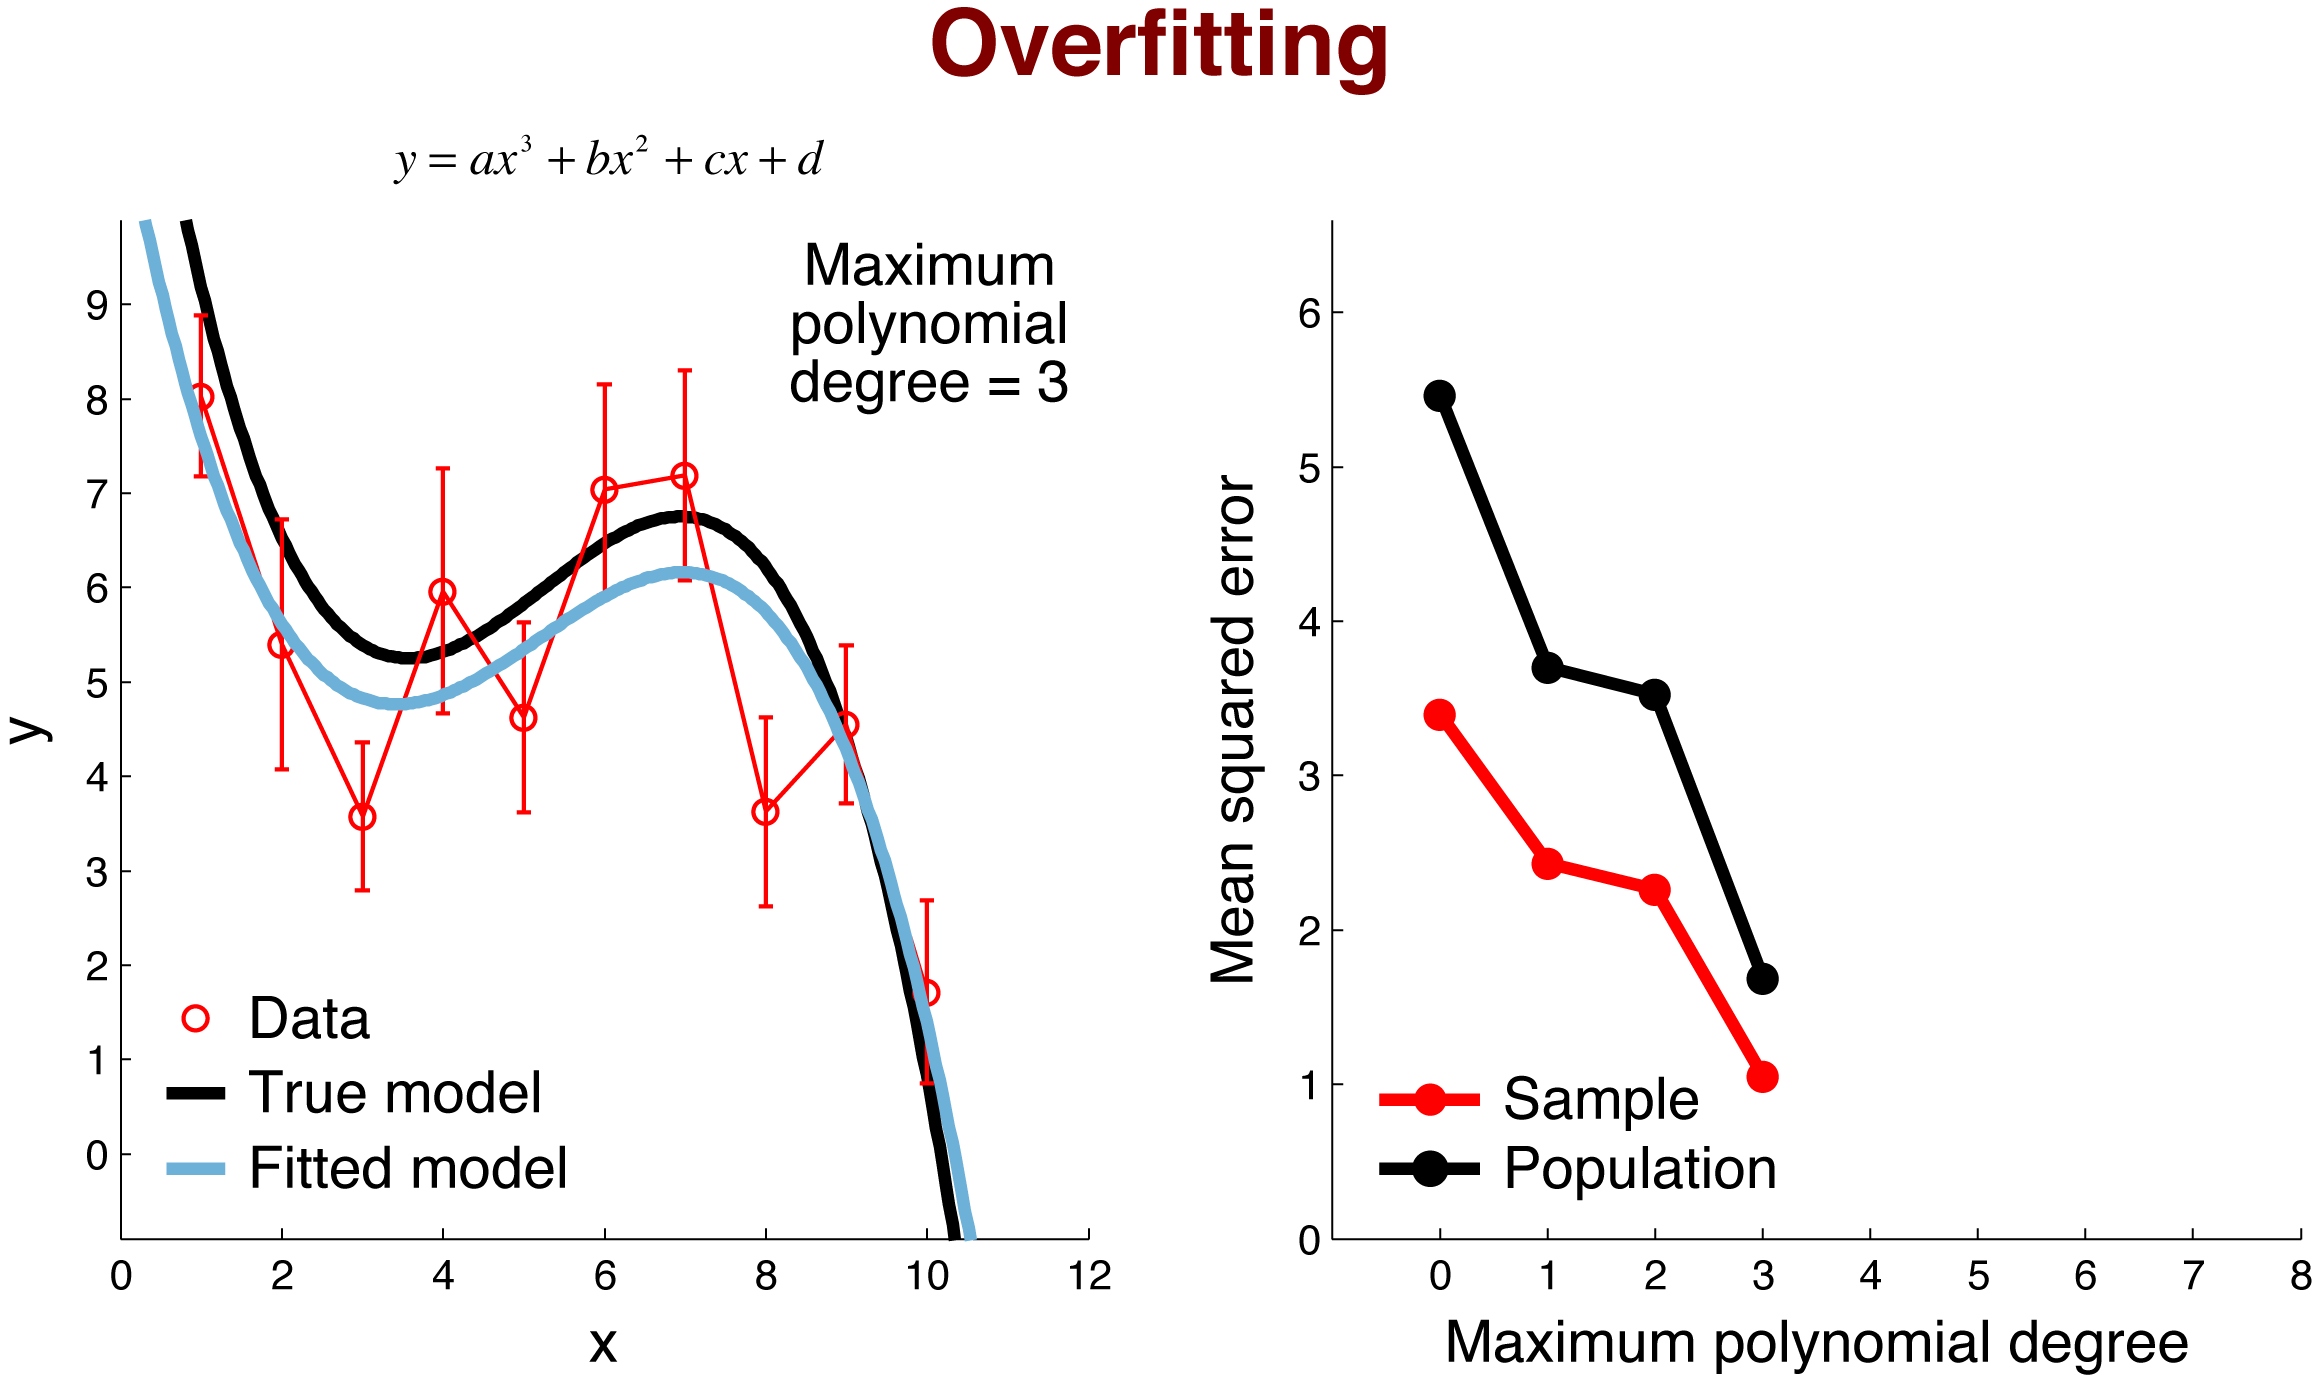 Overfitting
y = ax³ + bx² + cx + d
Maximum
polynomial
degree = 3
9
8
7
6
5
4
3
2
1
0
y
Data
True model
Fitted model
0 2 4 6 8 10 12
x
6
5
4
3
2
1
0
Mean squared error
Sample
Population
0 1 2 3 4 5 6 7 8
Maximum polynomial degree